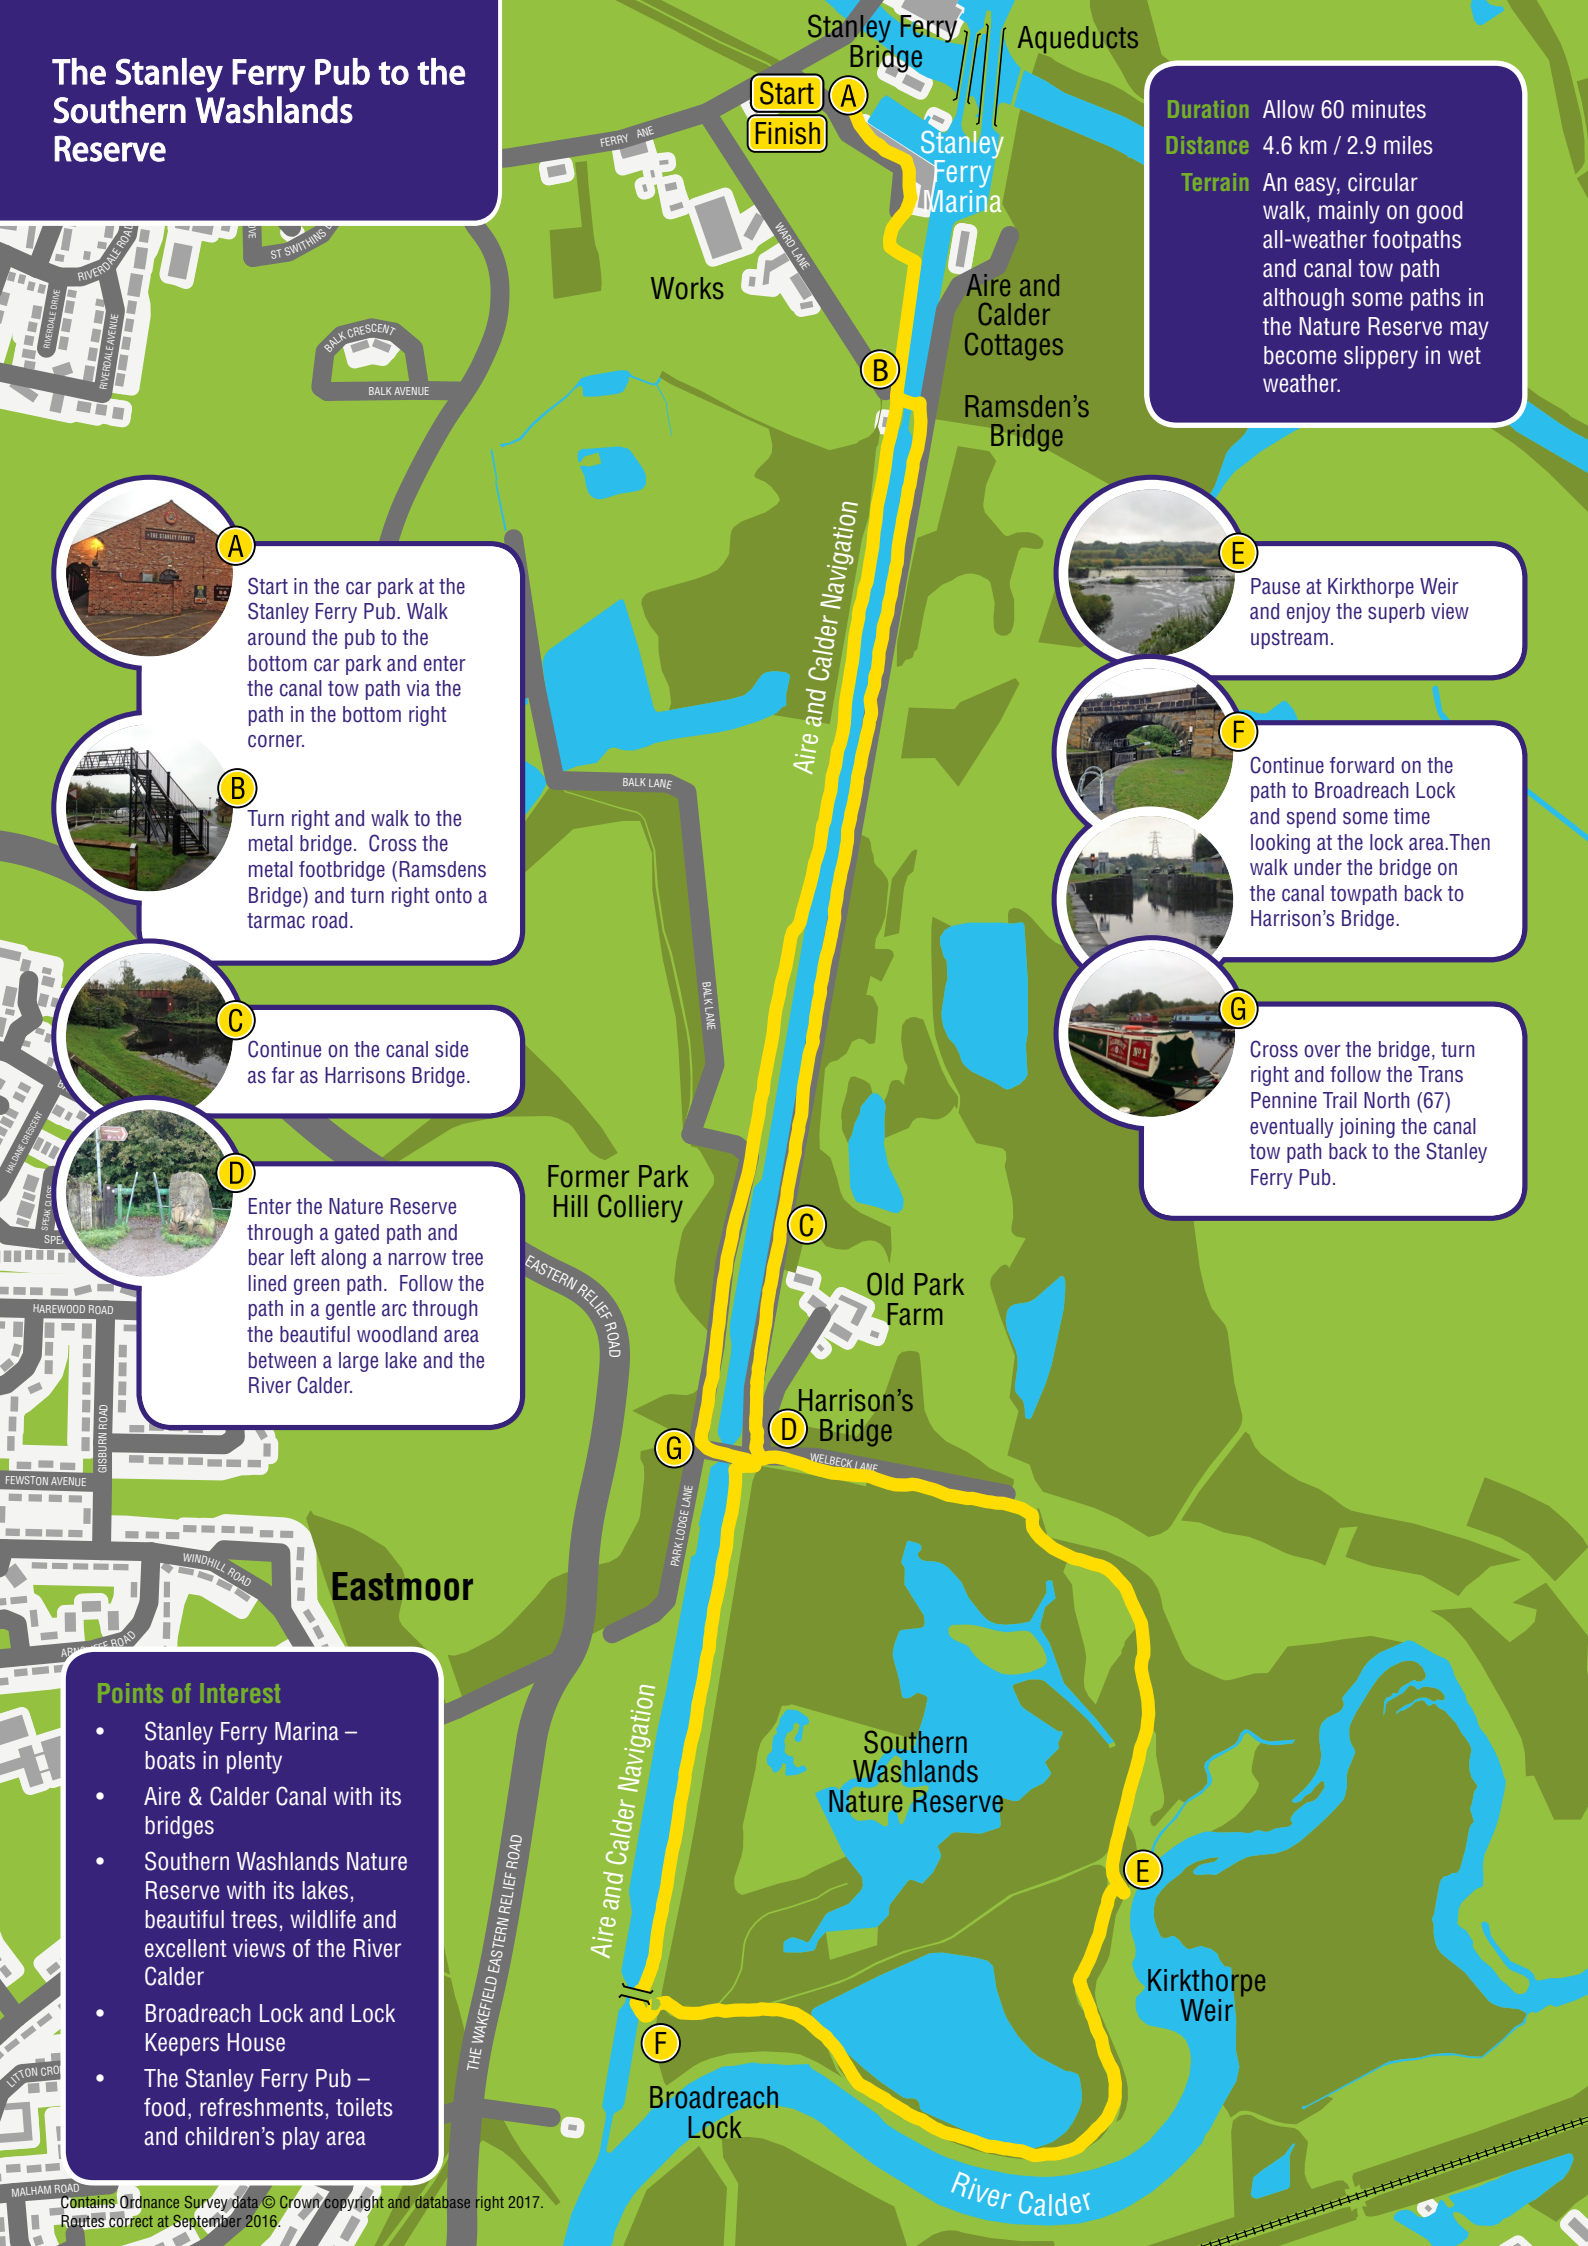 The Stanley Ferry Pub to the
Southern Washlands
Reserve
Stanley Ferry
Bridge
Aqueducts
Start
Finish
A
Stanley
Ferry
Marina
Duration Allow 60 minutes
Distance 4.6 km / 2.9 miles
Terrain An easy, circular
walk, mainly on good
all-weather footpaths
and canal tow path
although some paths in
the Nature Reserve may
become slippery in wet
weather.
FERRY
ANE
WARD LANE
Works
Aire and
Calder
Cottages
B
Ramsden's
Bridge
RIVERDALE ROAD
RIVERDALE DRIVE
RIVERDALE AVENUE
ST SWITHINS
BALK CRESCENT
BALK AVENUE
A
Start in the car park at the
Stanley Ferry Pub. Walk
around the pub to the
bottom car park and enter
the canal tow path via the
path in the bottom right
corner.
B
Turn right and walk to the
metal bridge. Cross the
metal footbridge (Ramsdens
Bridge) and turn right onto a
tarmac road.
C
Continue on the canal side
as far as Harrisons Bridge.
D
Enter the Nature Reserve
through a gated path and
bear left along a narrow tree
lined green path. Follow the
path in a gentle arc through
the beautiful woodland area
between a large lake and the
River Calder.
E
Pause at Kirkthorpe Weir
and enjoy the superb view
upstream.
F
Continue forward on the
path to Broadreach Lock
and spend some time
looking at the lock area.Then
walk under the bridge on
the canal towpath back to
Harrison's Bridge.
G
Cross over the bridge, turn
right and follow the Trans
Pennine Trail North (67)
eventually joining the canal
tow path back to the Stanley
Ferry Pub.
THE STANLEY FERRY
Nº1
Aire and Calder Navigation
BALK LANE
BALK LANE
Former Park
Hill Colliery
C
Old Park
Farm
EASTERN RELIEF ROAD
Harrison's
Bridge
D
G
WELBECK LANE
PARK LODGE LANE
HALDANE CRESCENT
SPEAK CLOSE
HAREWOOD ROAD
GISBURN ROAD
FEWSTON AVENUE
WINDHILL ROAD
Eastmoor
ROAD
Points of Interest
• Stanley Ferry Marina –
boats in plenty
• Aire & Calder Canal with its
bridges
• Southern Washlands Nature
Reserve with its lakes,
beautiful trees, wildlife and
excellent views of the River
Calder
• Broadreach Lock and Lock
Keepers House
• The Stanley Ferry Pub –
food, refreshments, toilets
and children's play area
Aire and Calder Navigation
THE WAKEFIELD EASTERN RELIEF ROAD
Southern
Washlands
Nature Reserve
E
Kirkthorpe
Weir
F
Broadreach
Lock
River Calder
LITTON CRO
MALHAM ROAD
Contains Ordnance Survey data © Crown copyright and database right 2017.
Routes correct at September 2016.